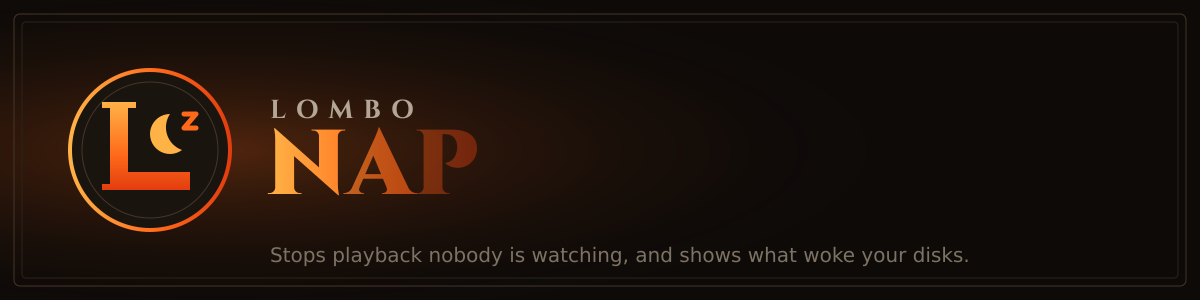 L z
LOMBO
NAP
Stops playback nobody is watching, and shows what woke your disks.